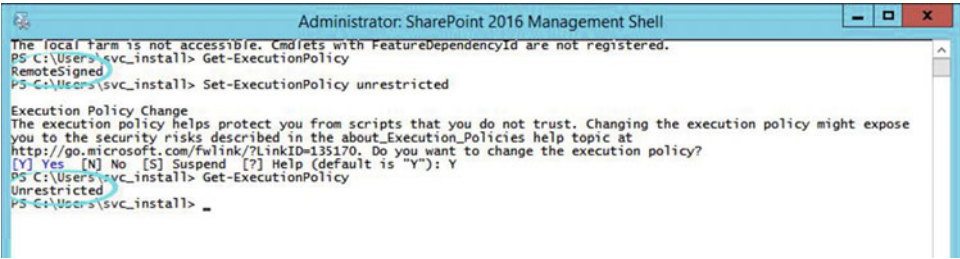 Administrator: SharePoint 2016 Management Shell
The local farm is not accessible. Cmdlets with FeatureDependencyId are not registered.
PS C:\Users\svc_install> Get-ExecutionPolicy
RemoteSigned
PS C:\Users\svc_install> Set-ExecutionPolicy unrestricted
Execution Policy Change
The execution policy helps protect you from scripts that you do not trust. Changing the execution policy might expose
you to the security risks described in the about_Execution_Policies help topic at
http://go.microsoft.com/fwlink/?LinkID=135170. Do you want to change the execution policy?
[Y] Yes  [N] No  [S] Suspend  [?] Help (default is "Y"): Y
PS C:\Users\svc_install> Get-ExecutionPolicy
Unrestricted
PS C:\Users\svc_install> _